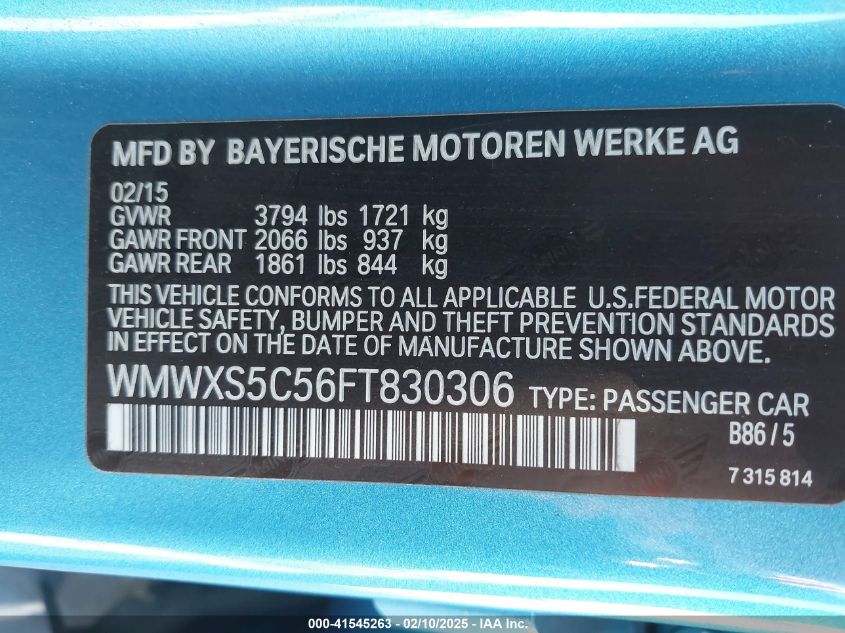 MFD BY BAYERISCHE MOTOREN WERKE AG
02/15
GVWR 3794 lbs 1721 kg
GAWR FRONT 2066 lbs 937 kg
GAWR REAR 1861 lbs 844 kg
THIS VEHICLE CONFORMS TO ALL APPLICABLE U.S.FEDERAL MOTOR
VEHICLE SAFETY, BUMPER AND THEFT PREVENTION STANDARDS
IN EFFECT ON THE DATE OF MANUFACTURE SHOWN ABOVE.
WMWXS5C56FT830306 TYPE: PASSENGER CAR
B86/5
7 315 814
000-41545263 - 02/10/2025 - IAAI Inc.